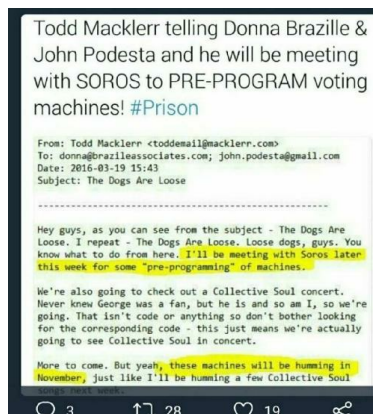 Todd Macklerr telling Donna Brazille &
John Podesta and he will be meeting
with SOROS to PRE-PROGRAM voting
machines! #Prison
From: Todd Macklerr <toddemail@macklerr.com>
To: donna@brazileassociates.com; john.podesta@gmail.com
Date: 2016-03-19 15:43
Subject: The Dogs Are Loose
Hey guys, as you can see from the subject - The Dogs Are
Loose. I repeat - The Dogs Are Loose. Loose dogs, guys. You
know what to do from here. I'll be meeting with Soros later
this week for some "pre-programming" of machines.
We're also going to check out a Collective Soul concert.
Never knew George was a fan, but he is and so am I, so we're
going. That isn't code or anything so don't bother looking
for the corresponding code - this just means we're actually
going to see Collective Soul in concert.
More to come. But yeah, these machines will be humming in
November, just like I'll be humming a few Collective Soul
songs next week.
3 28 19